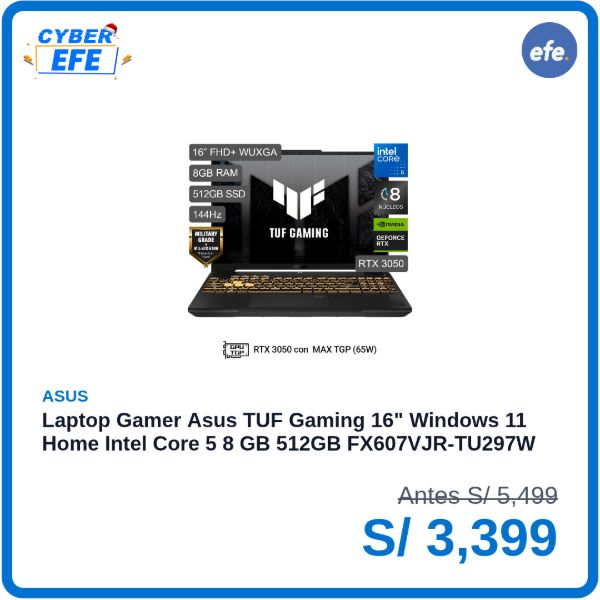 CYBER
EFE
efe.
16" FHD+ WUXGA
8GB RAM
512GB SSD
144Hz
MILITARY
GRADE
TUF GAMING
intel
CORE
8
NÚCLEOS
NVIDIA
GEFORCE
RTX
RTX 3050
GPU
TGP
RTX 3050 con MAX TGP (65W)
ASUS
Laptop Gamer Asus TUF Gaming 16" Windows 11
Home Intel Core 5 8 GB 512GB FX607VJR-TU297W
Antes S/ 5,499
S/ 3,399